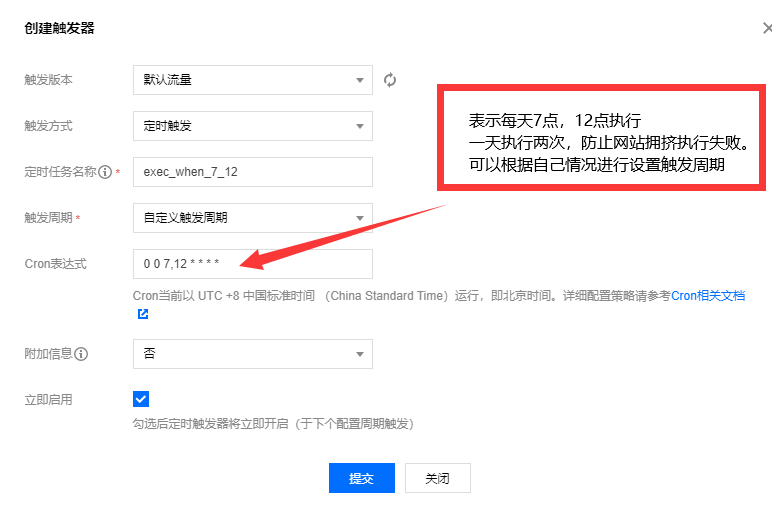 创建触发器
触发版本
默认流量
触发方式
定时触发
表示每天7点，12点执行
一天执行两次，防止网站拥挤执行失败。
可以根据自己情况进行设置触发周期
定时任务名称 *
exec_when_7_12
触发周期 *
自定义触发周期
Cron表达式
0 0 7,12 * * * *
Cron当前以 UTC +8 中国标准时间 （China Standard Time）运行，即北京时间。详细配置策略请参考Cron相关文档
附加信息
否
立即启用
勾选后定时触发器将立即开启（于下个配置周期触发）
提交
关闭